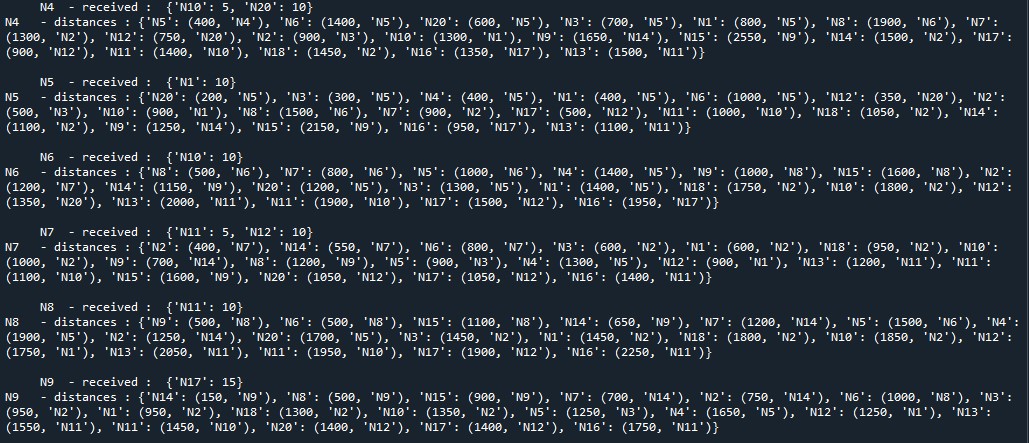 N4  - received :  {'N10': 5, 'N20': 10}
N4   - distances : {'N5': (400, 'N4'), 'N6': (1400, 'N5'), 'N20': (600, 'N5'), 'N3': (700, 'N5'), 'N1': (800, 'N5'), 'N8': (1900, 'N6'), 'N7':
(1300, 'N2'), 'N12': (750, 'N20'), 'N2': (900, 'N3'), 'N10': (1300, 'N1'), 'N9': (1650, 'N14'), 'N15': (2550, 'N9'), 'N14': (1500, 'N2'), 'N17':
(900, 'N12'), 'N11': (1400, 'N10'), 'N18': (1450, 'N2'), 'N16': (1350, 'N17'), 'N13': (1500, 'N11')}
N5  - received :  {'N1': 10}
N5   - distances : {'N20': (200, 'N5'), 'N3': (300, 'N5'), 'N4': (400, 'N5'), 'N1': (400, 'N5'), 'N6': (1000, 'N5'), 'N12': (350, 'N20'), 'N2':
(500, 'N3'), 'N10': (900, 'N1'), 'N8': (1500, 'N6'), 'N7': (900, 'N2'), 'N17': (500, 'N12'), 'N11': (1000, 'N10'), 'N18': (1050, 'N2'), 'N14':
(1100, 'N2'), 'N9': (1250, 'N14'), 'N15': (2150, 'N9'), 'N16': (950, 'N17'), 'N13': (1100, 'N11')}
N6  - received :  {'N10': 10}
N6   - distances : {'N8': (500, 'N6'), 'N7': (800, 'N6'), 'N5': (1000, 'N6'), 'N4': (1400, 'N5'), 'N9': (1000, 'N8'), 'N15': (1600, 'N8'), 'N2':
(1200, 'N7'), 'N14': (1150, 'N9'), 'N20': (1200, 'N5'), 'N3': (1300, 'N5'), 'N1': (1400, 'N5'), 'N18': (1750, 'N2'), 'N10': (1800, 'N2'), 'N12':
(1350, 'N20'), 'N13': (2000, 'N11'), 'N11': (1900, 'N10'), 'N17': (1500, 'N12'), 'N16': (1950, 'N17')}
N7  - received :  {'N11': 5, 'N12': 10}
N7   - distances : {'N2': (400, 'N7'), 'N14': (550, 'N7'), 'N6': (800, 'N7'), 'N3': (600, 'N2'), 'N1': (600, 'N2'), 'N18': (950, 'N2'), 'N10':
(1000, 'N2'), 'N9': (700, 'N14'), 'N8': (1200, 'N9'), 'N5': (900, 'N3'), 'N4': (1300, 'N5'), 'N12': (900, 'N1'), 'N13': (1200, 'N11'), 'N11':
(1100, 'N10'), 'N15': (1600, 'N9'), 'N20': (1050, 'N12'), 'N17': (1050, 'N12'), 'N16': (1400, 'N11')}
N8  - received :  {'N11': 10}
N8   - distances : {'N9': (500, 'N8'), 'N6': (500, 'N8'), 'N15': (1100, 'N8'), 'N14': (650, 'N9'), 'N7': (1200, 'N14'), 'N5': (1500, 'N6'), 'N4':
(1900, 'N5'), 'N2': (1250, 'N14'), 'N20': (1700, 'N5'), 'N3': (1450, 'N2'), 'N1': (1450, 'N2'), 'N18': (1800, 'N2'), 'N10': (1850, 'N2'), 'N12':
(1750, 'N1'), 'N13': (2050, 'N11'), 'N11': (1950, 'N10'), 'N17': (1900, 'N12'), 'N16': (2250, 'N11')}
N9  - received :  {'N17': 15}
N9   - distances : {'N14': (150, 'N9'), 'N8': (500, 'N9'), 'N15': (900, 'N9'), 'N7': (700, 'N14'), 'N2': (750, 'N14'), 'N6': (1000, 'N8'), 'N3':
(950, 'N2'), 'N1': (950, 'N2'), 'N18': (1300, 'N2'), 'N10': (1350, 'N2'), 'N5': (1250, 'N3'), 'N4': (1650, 'N5'), 'N12': (1250, 'N1'), 'N13':
(1550, 'N11'), 'N11': (1450, 'N10'), 'N20': (1400, 'N12'), 'N17': (1400, 'N12'), 'N16': (1750, 'N11')}